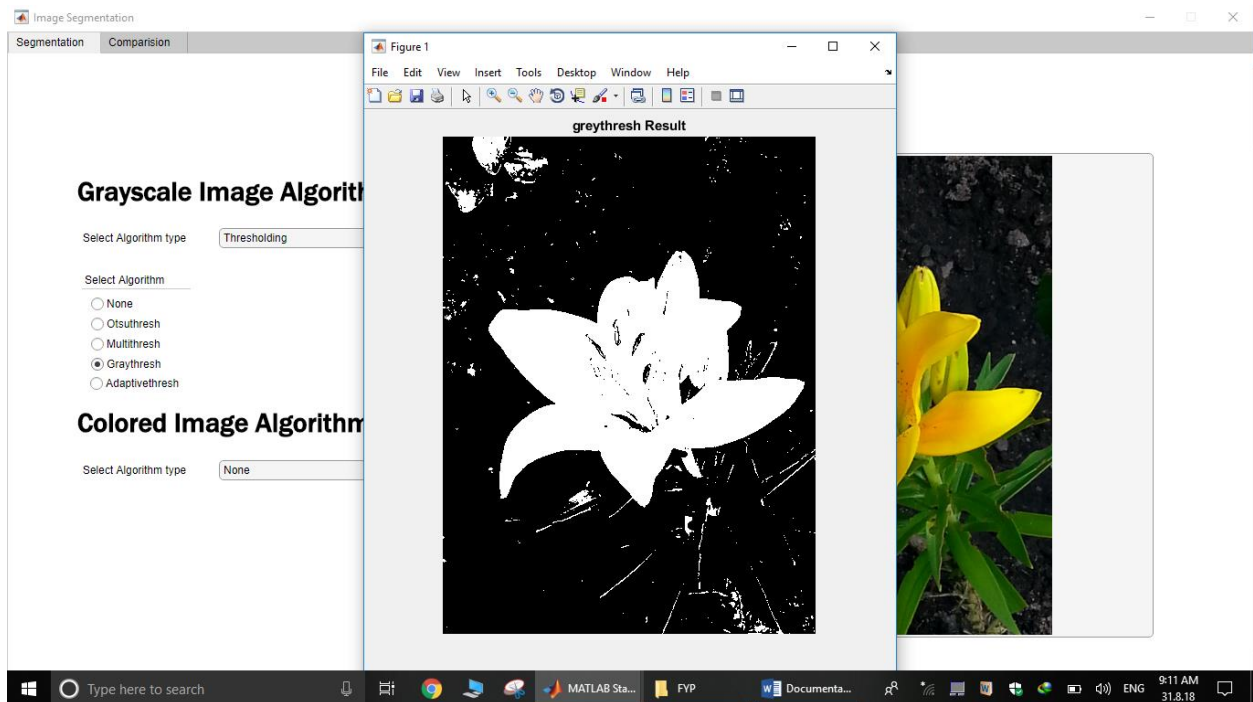 Image Segmentation
Segmentation Comparision
Figure 1
File Edit View Insert Tools Desktop Window Help
greythresh Result
Grayscale Image Algorith
Select Algorithm type Thresholding
Select Algorithm
None
Otsuthresh
Multithresh
Graythresh
Adaptivethresh
Colored Image Algorithm
Select Algorithm type None
Type here to search
MATLAB Sta...
FYP
Documenta...
ENG
9:11 AM
31.8.18